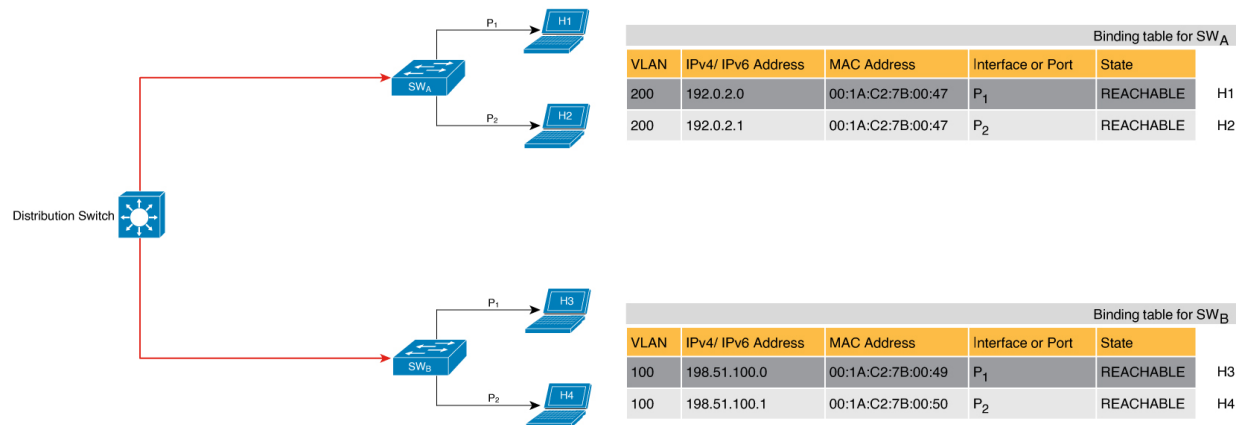 P1
H1
SWA
P2
H2
Binding table for SWA
VLAN IPv4/ IPv6 Address MAC Address Interface or Port State
200 192.0.2.0 00:1A:C2:7B:00:47 P1 REACHABLE H1
200 192.0.2.1 00:1A:C2:7B:00:47 P2 REACHABLE H2
Distribution Switch
P1
H3
SWB
P2
H4
Binding table for SWB
VLAN IPv4/ IPv6 Address MAC Address Interface or Port State
100 198.51.100.0 00:1A:C2:7B:00:49 P1 REACHABLE H3
100 198.51.100.1 00:1A:C2:7B:00:50 P2 REACHABLE H4